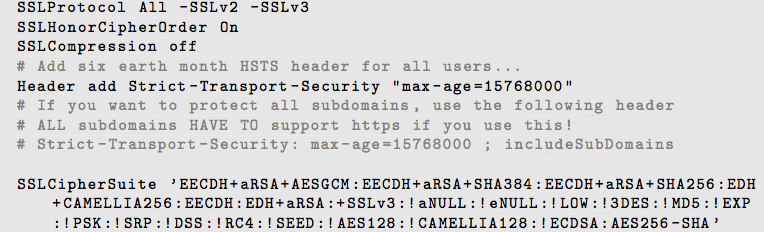 SSLProtocol All -SSLv2 -SSLv3
SSLHonorCipherOrder On
SSLCompression off
# Add six earth month HSTS header for all users...
Header add Strict-Transport-Security "max-age=15768000"
# If you want to protect all subdomains, use the following header
# ALL subdomains HAVE TO support https if you use this!
# Strict-Transport-Security: max-age=15768000 ; includeSubDomains
SSLCipherSuite ’EECDH+aRSA+AESGCM:EECDH+aRSA+SHA384:EECDH+aRSA+SHA256:EDH
+CAMELLIA256:EECDH:EDH+aRSA:+SSLv3:!aNULL:!eNULL:!LOW:!3DES:!MD5:!EXP
:!PSK:!SRP:!DSS:!RC4:!SEED:!AES128:!CAMELLIA128:!ECDSA:AES256-SHA’